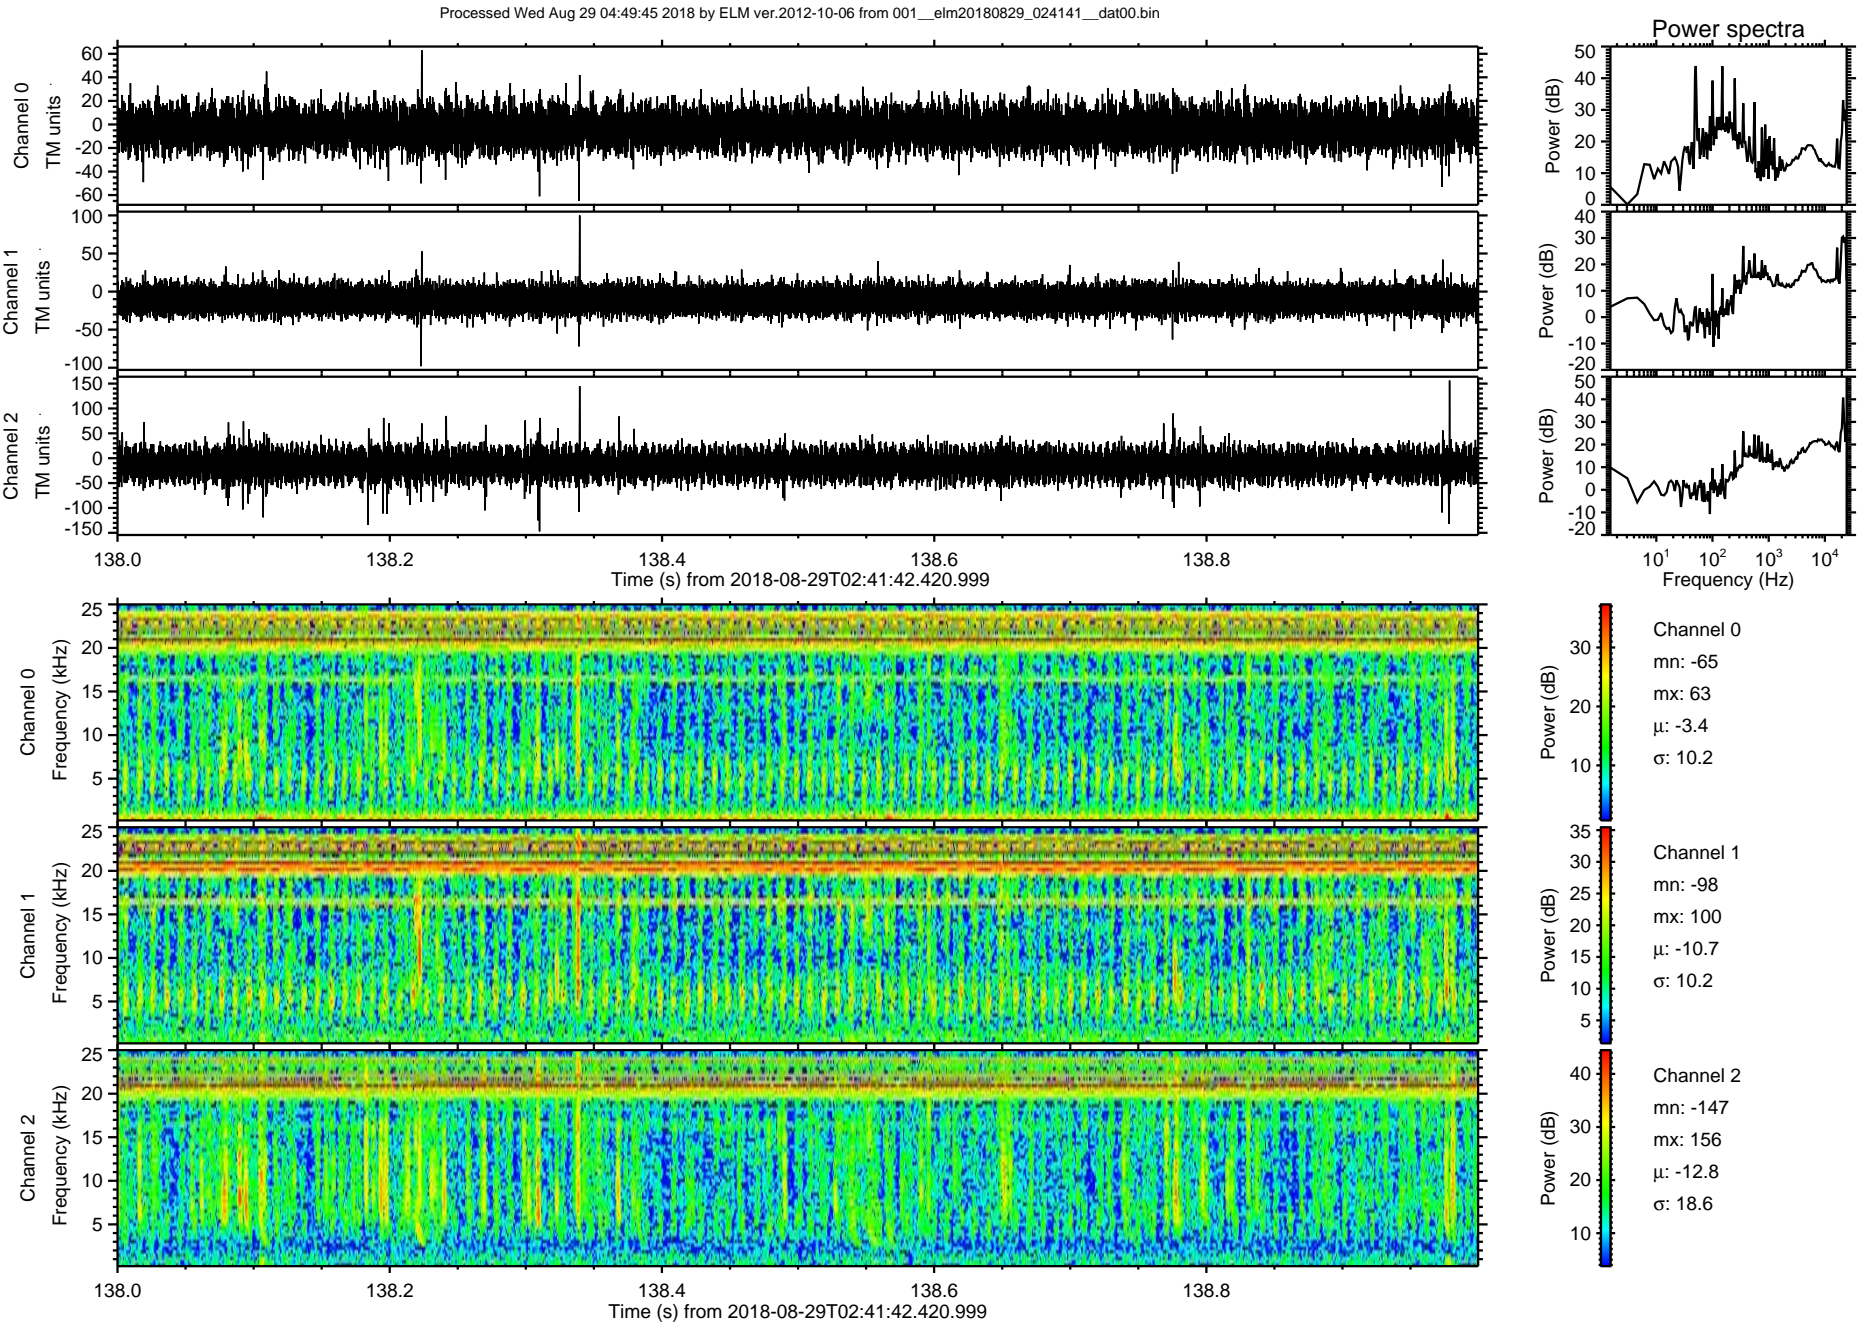 Processed Wed Aug 29 04:49:45 2018 by ELM ver.2012-10-06 from 001__elm20180829_024141__dat00.bin
Power spectra
Channel 0
TM units
60
40
20
0
-20
-40
-60
Power (dB)
50
40
30
20
10
0
Channel 1
TM units
100
50
0
-50
-100
Power (dB)
40
30
20
10
0
-10
-20
Channel 2
TM units
150
100
50
0
-50
-100
-150
Power (dB)
50
40
30
20
10
0
-10
-20
138.0 138.2 138.4 138.6 138.8
Time (s) from 2018-08-29T02:41:42.420.999
10¹ 10² 10³ 10⁴
Frequency (Hz)
Channel 0
Frequency (kHz)
25
20
15
10
5
Power (dB)
30
20
10
Channel 0
mn: -65
mx: 63
μ: -3.4
σ: 10.2
Channel 1
Frequency (kHz)
25
20
15
10
5
Power (dB)
35
30
25
20
15
10
5
Channel 1
mn: -98
mx: 100
μ: -10.7
σ: 10.2
Channel 2
Frequency (kHz)
25
20
15
10
5
Power (dB)
40
30
20
10
Channel 2
mn: -147
mx: 156
μ: -12.8
σ: 18.6
138.0 138.2 138.4 138.6 138.8
Time (s) from 2018-08-29T02:41:42.420.999